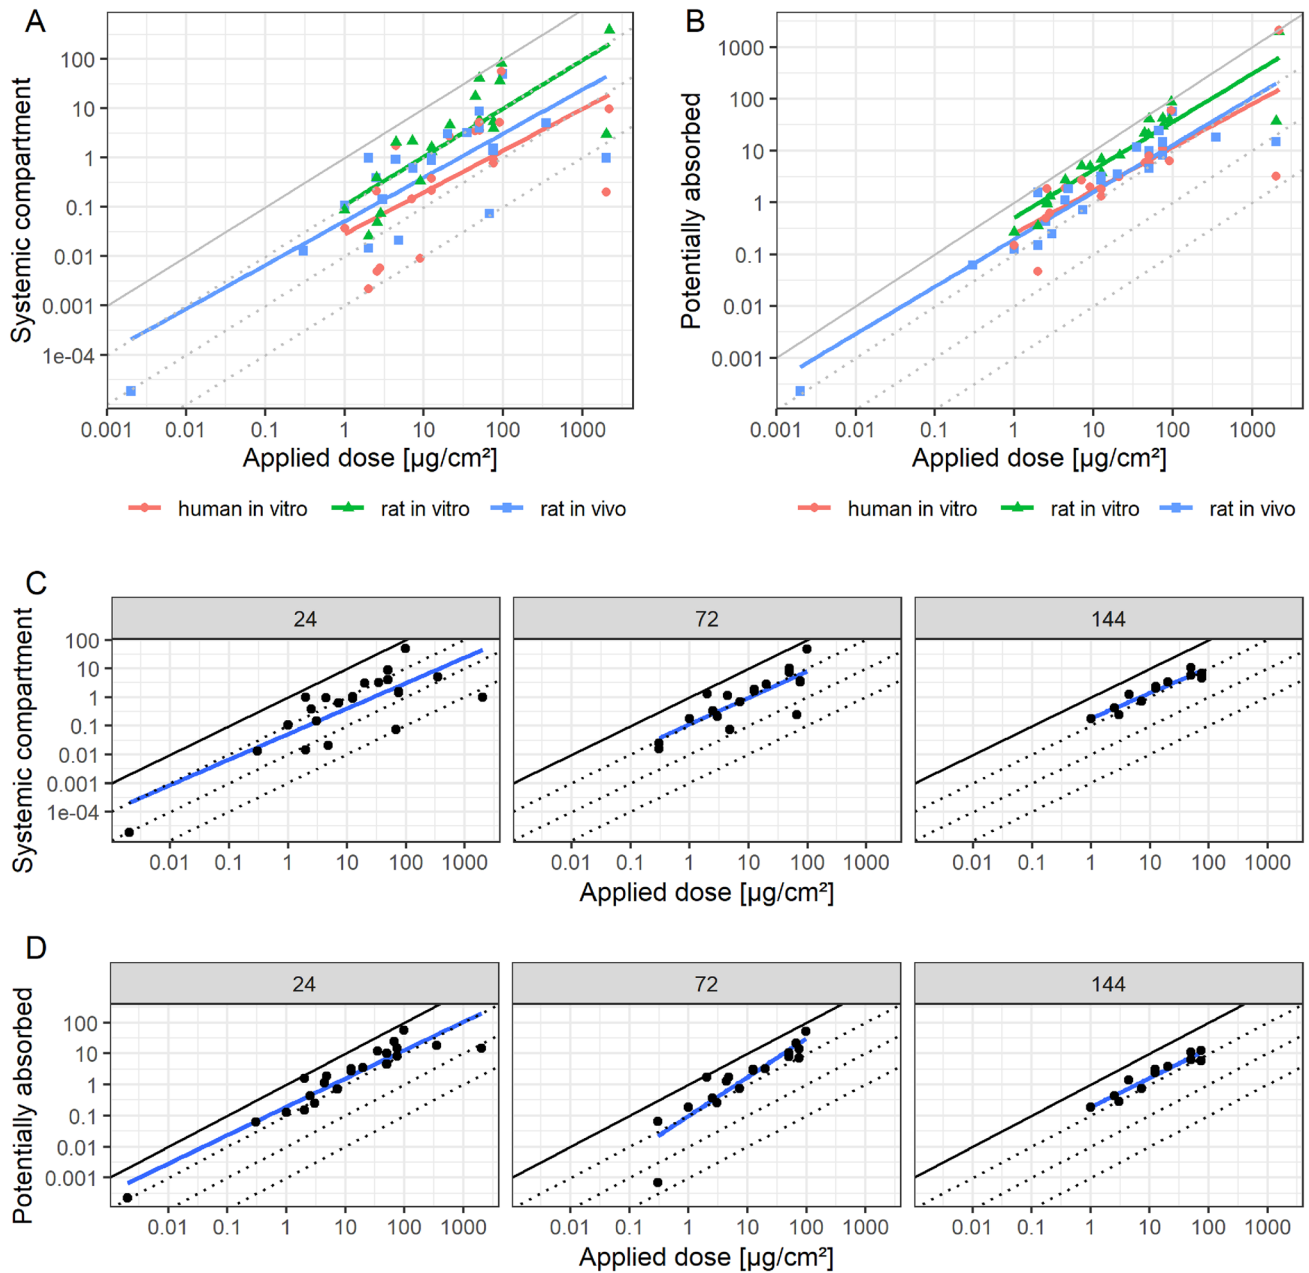 A
B
Systemic compartment
100
10
1
0.1
0.01
0.001
1e-04
0.001 0.01 0.1 1 10 100 1000
Applied dose [µg/cm²]
human in vitro rat in vitro rat in vivo
Potentially absorbed
1000
100
10
1
0.1
0.01
0.001
0.001 0.01 0.1 1 10 100 1000
Applied dose [µg/cm²]
human in vitro rat in vitro rat in vivo
C
24 72 144
Systemic compartment
100
10
1
0.1
0.01
0.001
1e-04
0.01 0.1 1 10 100 1000 0.01 0.1 1 10 100 1000 0.01 0.1 1 10 100 1000
Applied dose [µg/cm²]
D
24 72 144
Potentially absorbed
100
10
1
0.1
0.01
0.001
0.01 0.1 1 10 100 1000 0.01 0.1 1 10 100 1000 0.01 0.1 1 10 100 1000
Applied dose [µg/cm²]